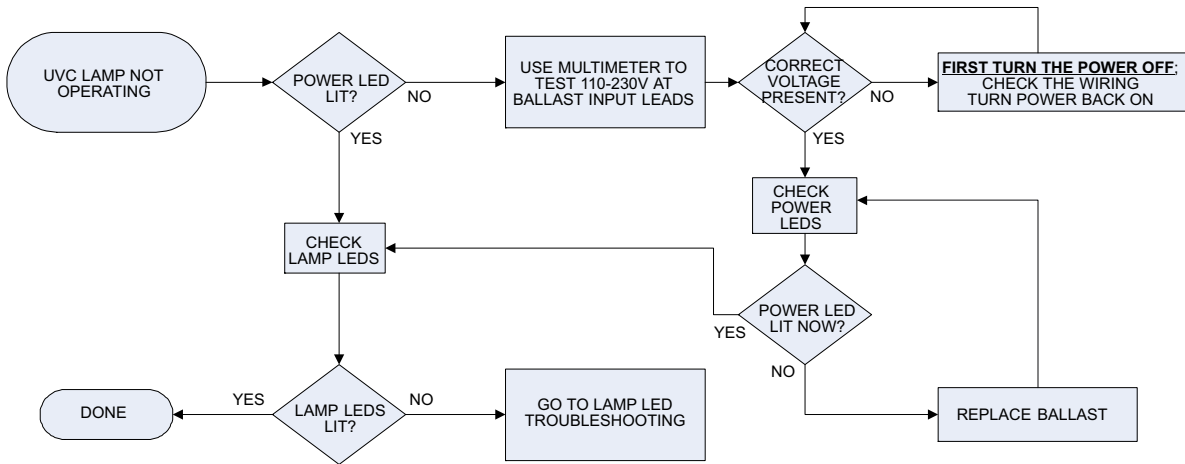 UVC LAMP NOT
OPERATING
POWER LED
LIT?
NO
YES
USE MULTIMETER TO
TEST 110-230V AT
BALLAST INPUT LEADS
CORRECT
VOLTAGE
PRESENT?
NO
YES
FIRST TURN THE POWER OFF;
CHECK THE WIRING
TURN POWER BACK ON
CHECK
POWER
LEDS
CHECK
LAMP LEDS
POWER LED
LIT NOW?
YES
NO
REPLACE BALLAST
LAMP LEDS
LIT?
YES
NO
DONE
GO TO LAMP LED
TROUBLESHOOTING